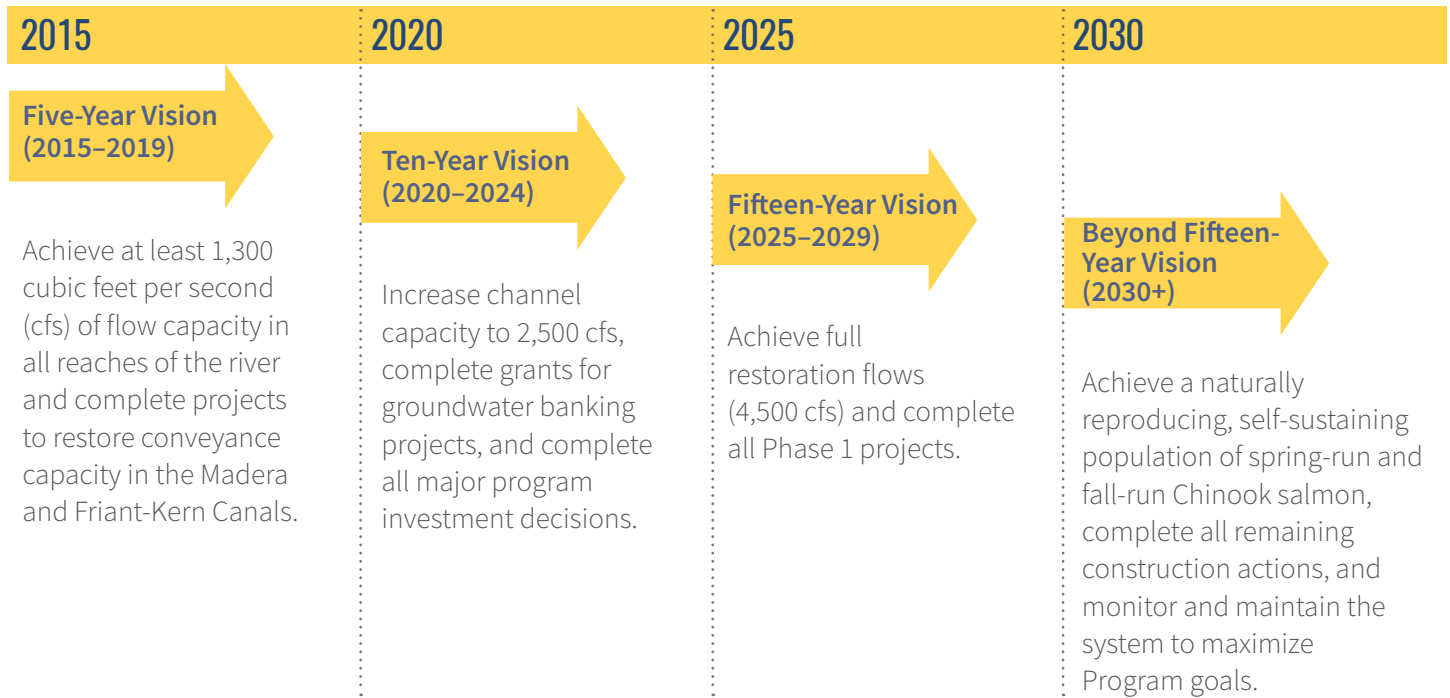 2015
2020
2025
2030
Five-Year Vision
(2015–2019)
Achieve at least 1,300
cubic feet per second
(cfs) of flow capacity in
all reaches of the river
and complete projects
to restore conveyance
capacity in the Madera
and Friant-Kern Canals.
Ten-Year Vision
(2020–2024)
Increase channel
capacity to 2,500 cfs,
complete grants for
groundwater banking
projects, and complete
all major program
investment decisions.
Fifteen-Year Vision
(2025–2029)
Achieve full
restoration flows
(4,500 cfs) and complete
all Phase 1 projects.
Beyond Fifteen-
Year Vision
(2030+)
Achieve a naturally
reproducing, self-sustaining
population of spring-run and
fall-run Chinook salmon,
complete all remaining
construction actions, and
monitor and maintain the
system to maximize
Program goals.